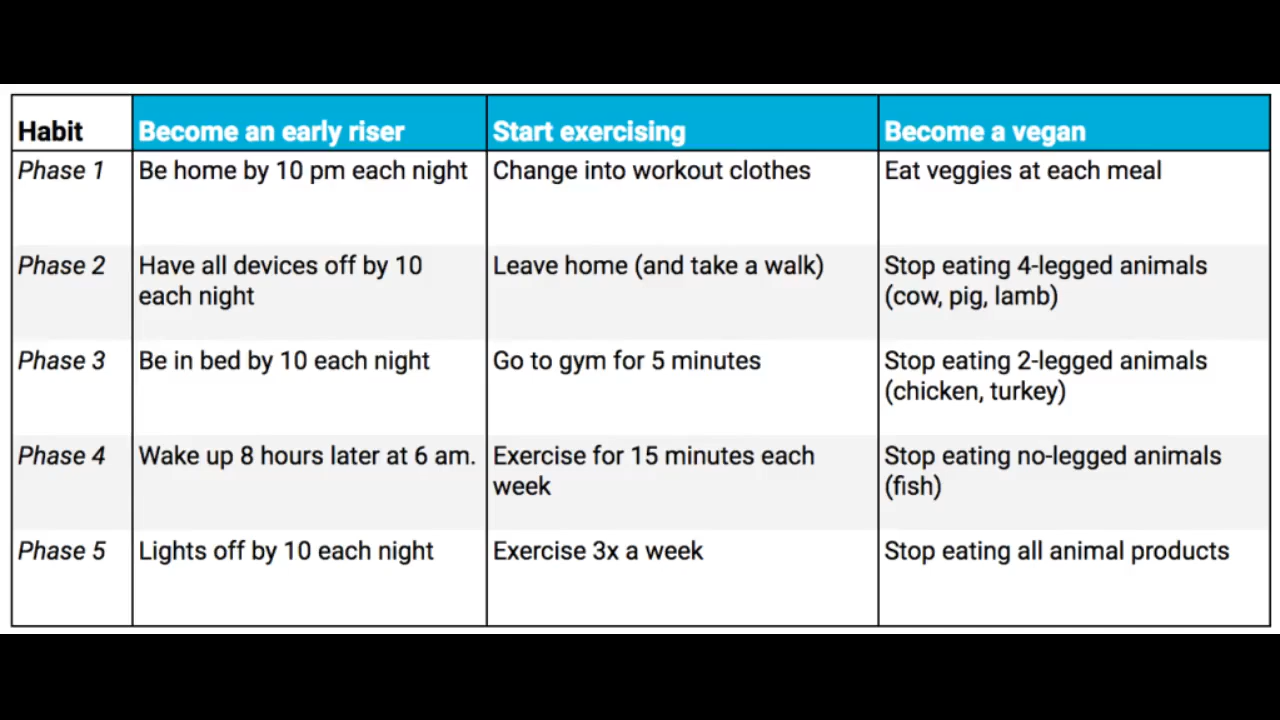 Habit Become an early riser Start exercising Become a vegan
Phase 1 Be home by 10 pm each night Change into workout clothes Eat veggies at each meal
Phase 2 Have all devices off by 10 Leave home (and take a walk) Stop eating 4-legged animals
each night (cow, pig, lamb)
Phase 3 Be in bed by 10 each night Go to gym for 5 minutes Stop eating 2-legged animals
(chicken, turkey)
Phase 4 Wake up 8 hours later at 6 am. Exercise for 15 minutes each Stop eating no-legged animals
week (fish)
Phase 5 Lights off by 10 each night Exercise 3x a week Stop eating all animal products